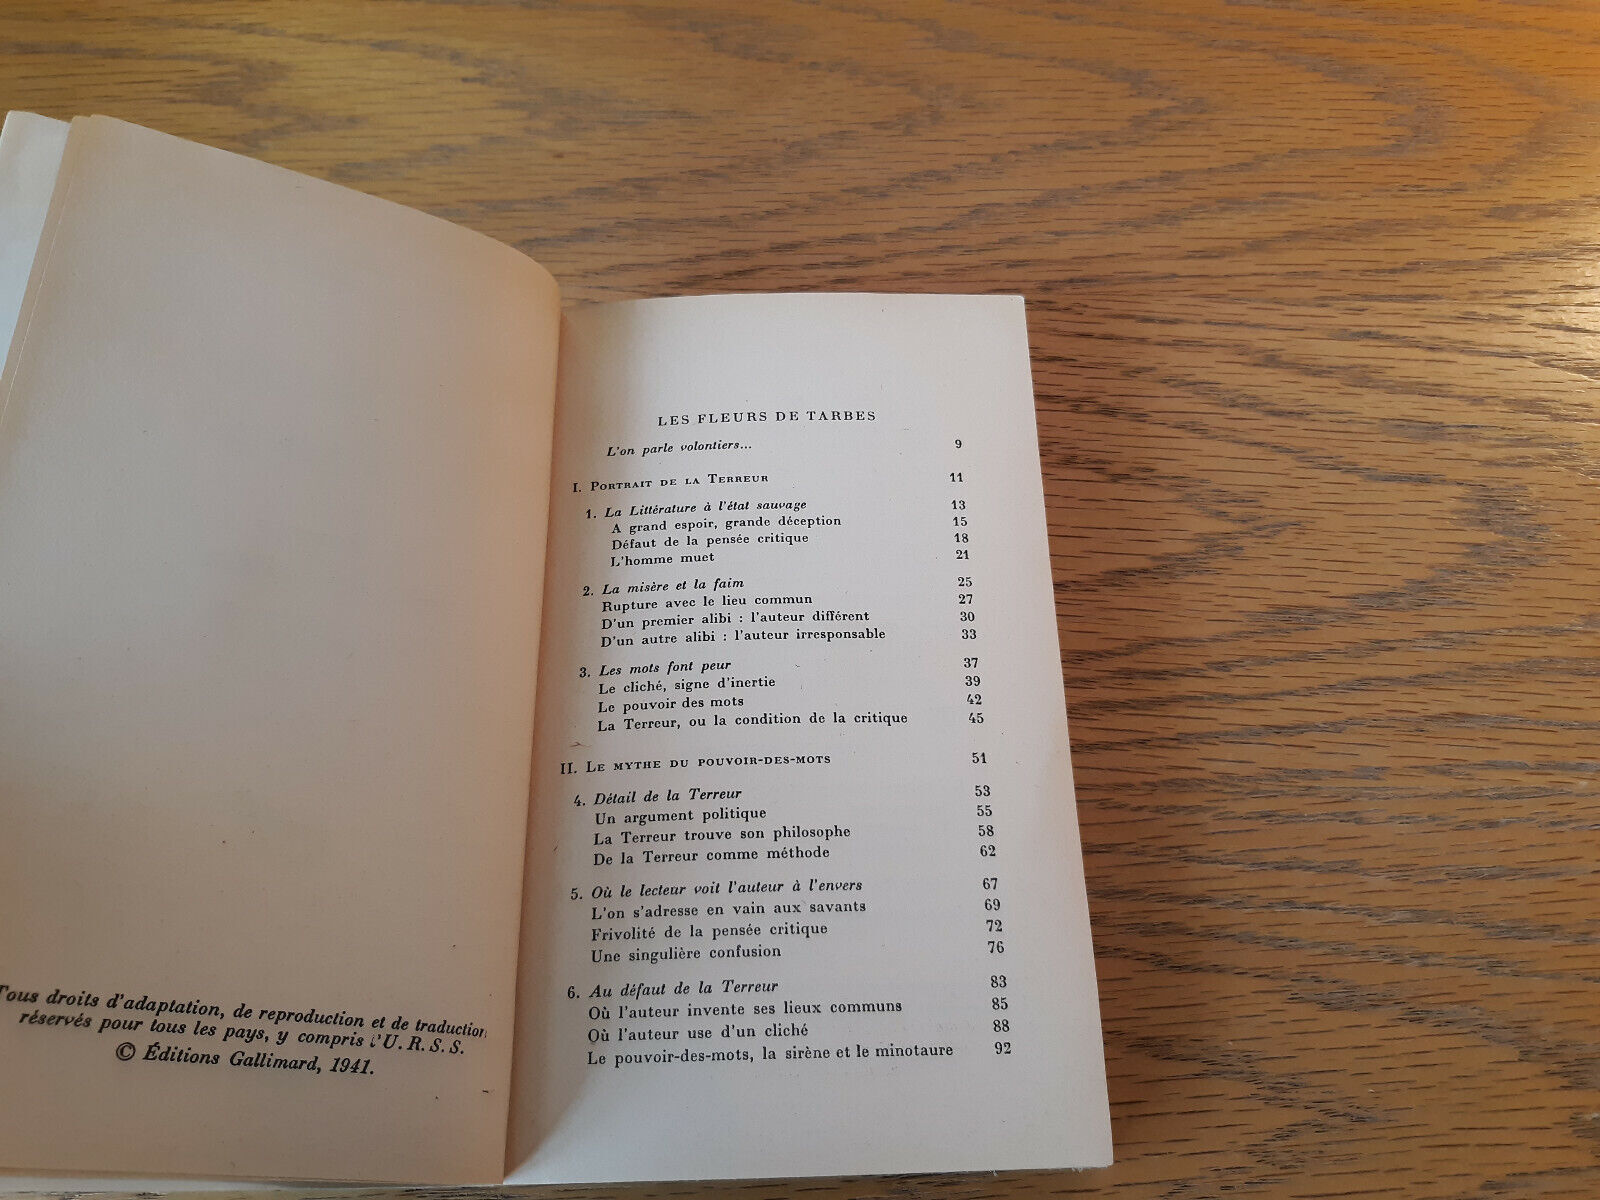 Tous droits d'adaptation, de reproduction et de traduction
réservés pour tous les pays, y compris l'U. R. S. S.
© Éditions Gallimard, 1941.
LES FLEURS DE TARBES
L'on parle volontiers... 9
I. PORTRAIT DE LA TERREUR 11
1. La Littérature à l'état sauvage 13
A grand espoir, grande déception 15
Défaut de la pensée critique 18
L'homme muet 21
2. La misère et la faim 25
Rupture avec le lieu commun 27
D'un premier alibi : l'auteur différent 30
D'un autre alibi : l'auteur irresponsable 33
3. Les mots font peur 37
Le cliché, signe d'inertie 39
Le pouvoir des mots 42
La Terreur, ou la condition de la critique 45
II. LE MYTHE DU POUVOIR-DES-MOTS 51
4. Détail de la Terreur 53
Un argument politique 55
La Terreur trouve son philosophe 58
De la Terreur comme méthode 62
5. Où le lecteur voit l'auteur à l'envers 67
L'on s'adresse en vain aux savants 69
Frivolité de la pensée critique 72
Une singulière confusion 76
6. Au défaut de la Terreur 83
Où l'auteur invente ses lieux communs 85
Où l'auteur use d'un cliché 88
Le pouvoir-des-mots, la sirène et le minotaure 92